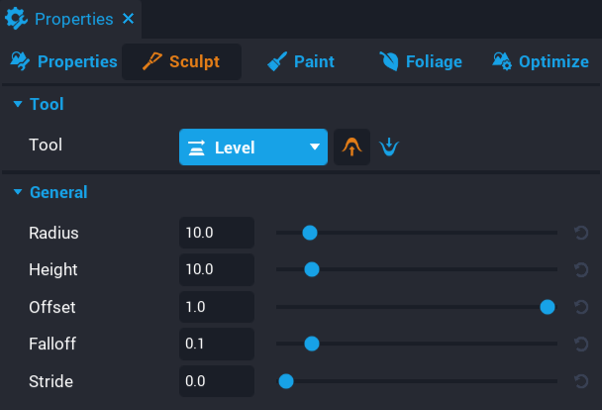 Properties
Properties Sculpt Paint Foliage Optimize
Tool
Tool Level
General
Radius 10.0
Height 10.0
Offset 1.0
Falloff 0.1
Stride 0.0